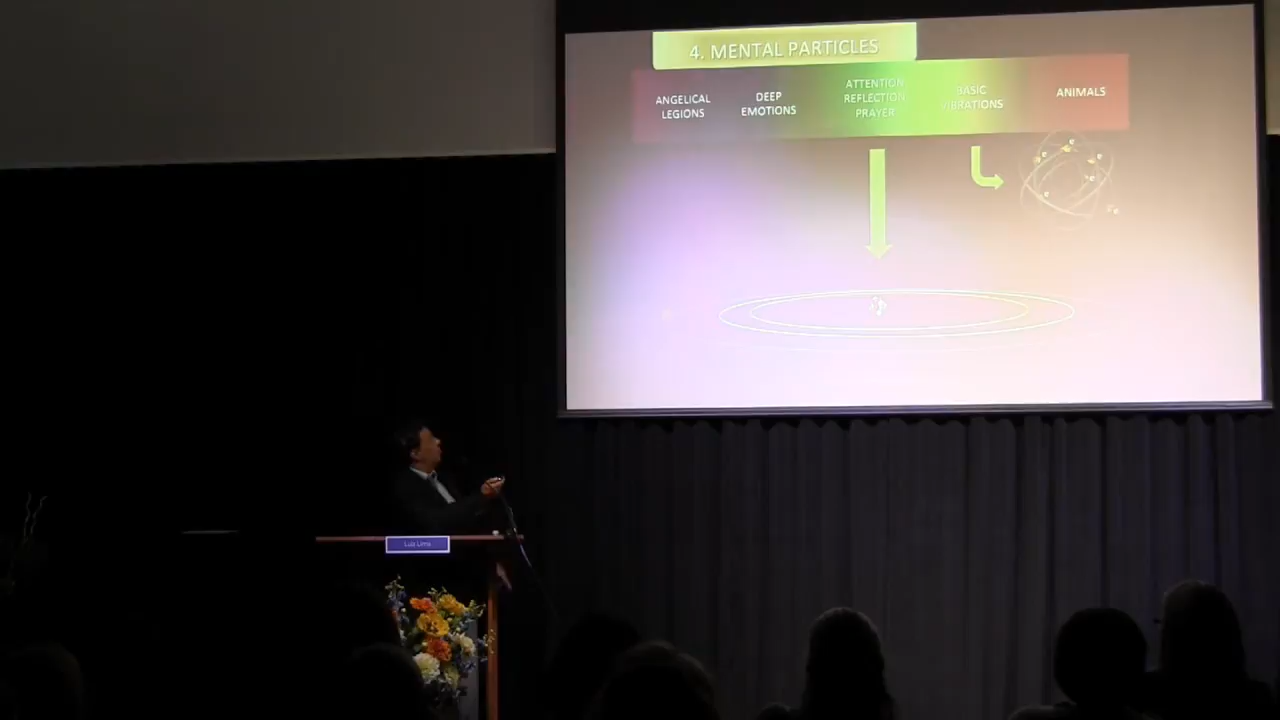 4. MENTAL PARTICLES
ANGELICAL
LEGIONS
DEEP
EMOTIONS
ATTENTION
REFLECTION
PRAYER
BASIC
VIBRATIONS
ANIMALS
Luiz Lima